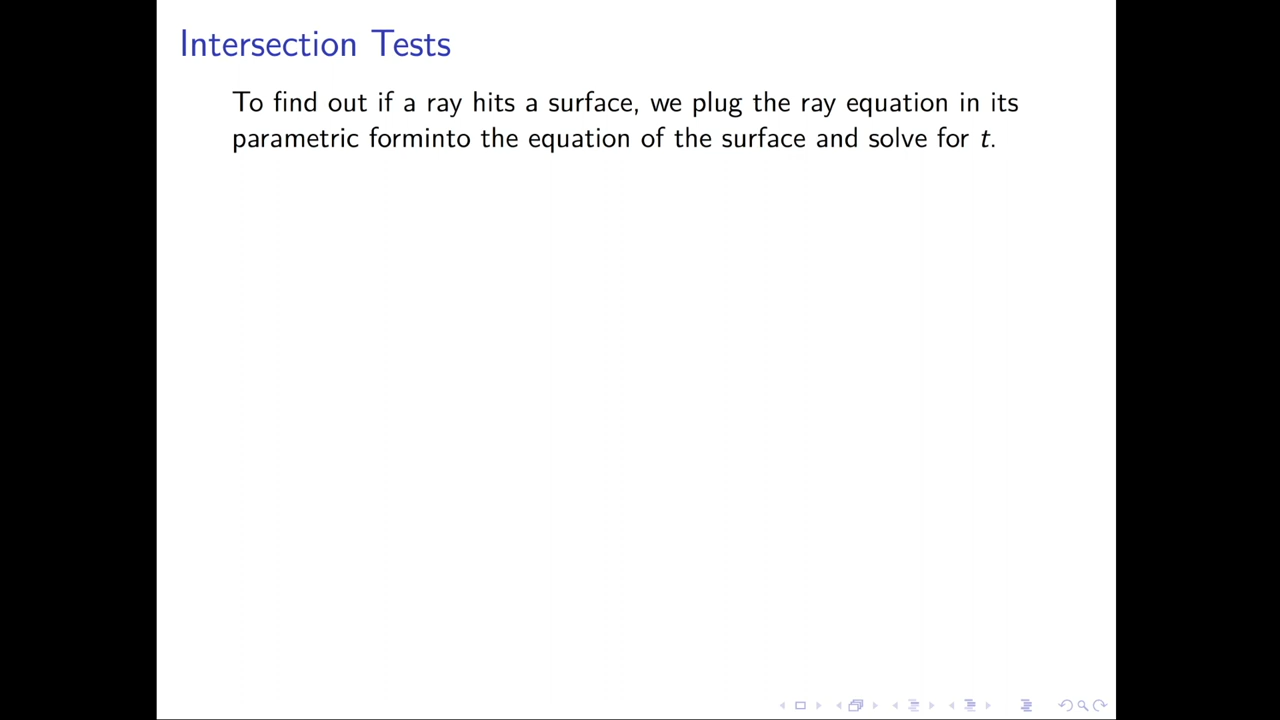 Intersection Tests
To find out if a ray hits a surface, we plug the ray equation in its
parametric forminto the equation of the surface and solve for t.